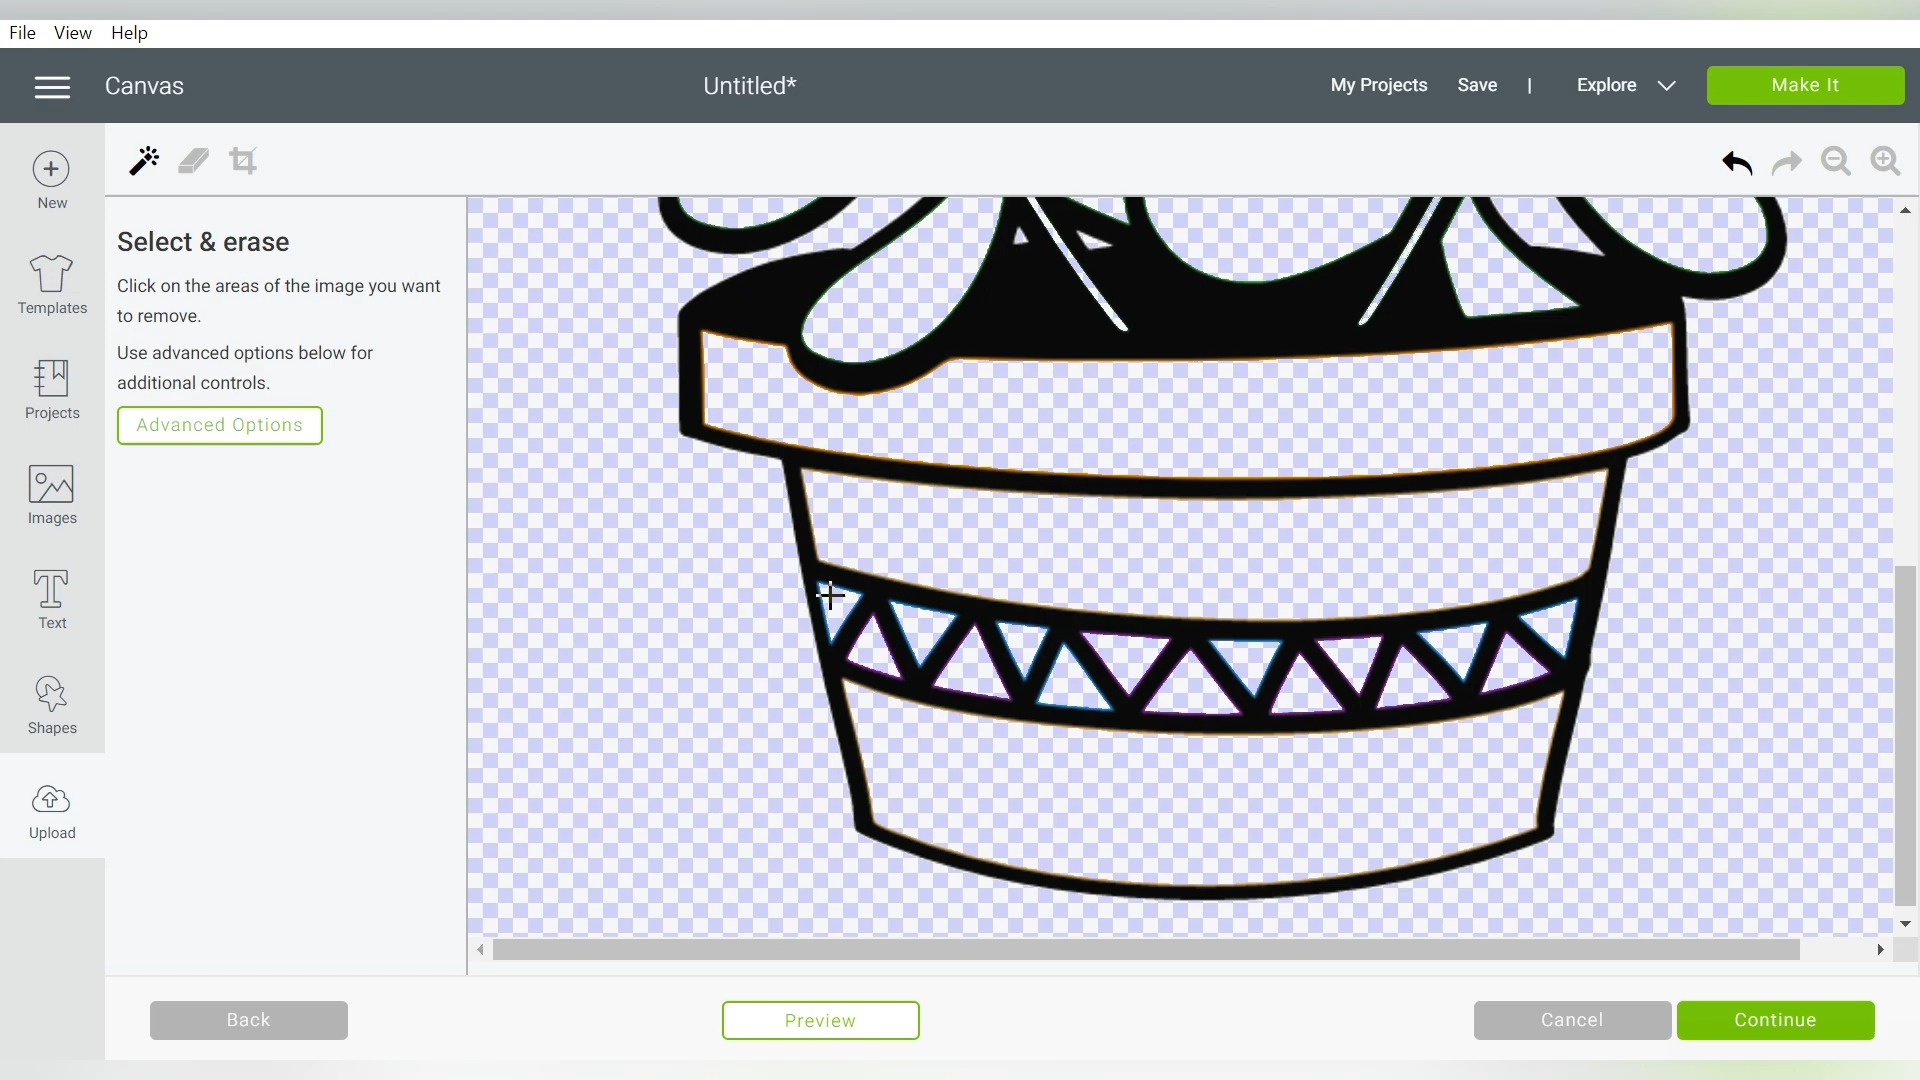 File View Help
Canvas Untitled* My Projects Save | Explore Make It
New
Templates
Projects
Images
Text
Shapes
Upload
Select & erase
Click on the areas of the image you want
to remove.
Use advanced options below for
additional controls.
Advanced Options
Back Preview Cancel Continue